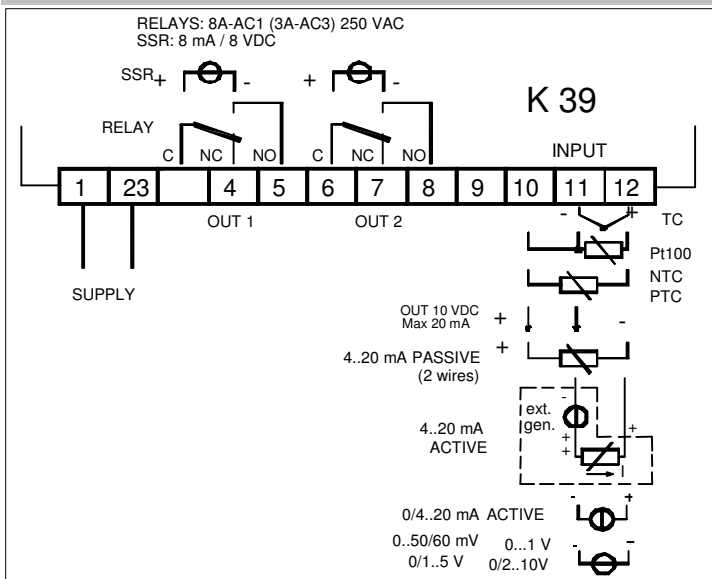 RELAYS: 8A-AC1 (3A-AC3) 250 VAC
SSR: 8 mA / 8 VDC
SSR + - + -
K 39
RELAY
C NC NO C NC NO INPUT
1 23 4 5 6 7 8 9 10 11 12
OUT 1 OUT 2 - + TC
Pt100
SUPPLY
NTC
PTC
OUT 10 VDC
Max 20 mA + -
+
4..20 mA PASSIVE
(2 wires)
-
ext.
gen.
4..20 mA
ACTIVE
+
+
+
I
- +
0/4..20 mA ACTIVE
0..50/60 mV 0...1 V - -
0/1..5 V 0/2..10V